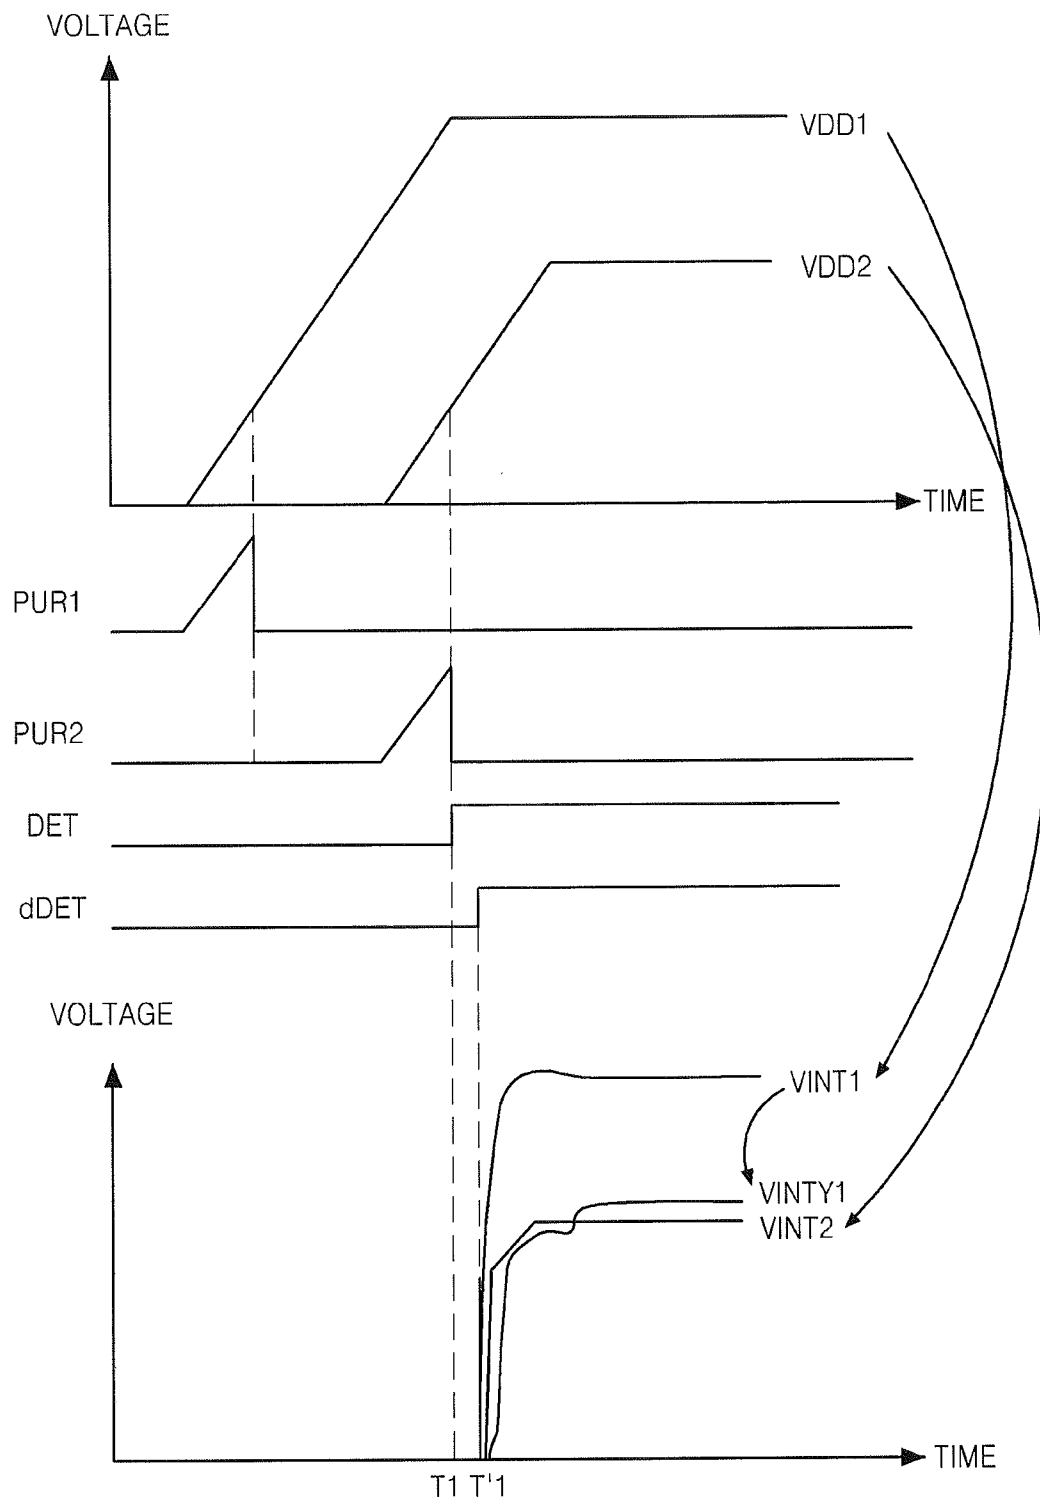 VOLTAGE
VDD1
VDD2
TIME
PUR1
PUR2
DET
dDET
VOLTAGE
VINT1
VINTY1
VINT2
TIME
T1 T'1